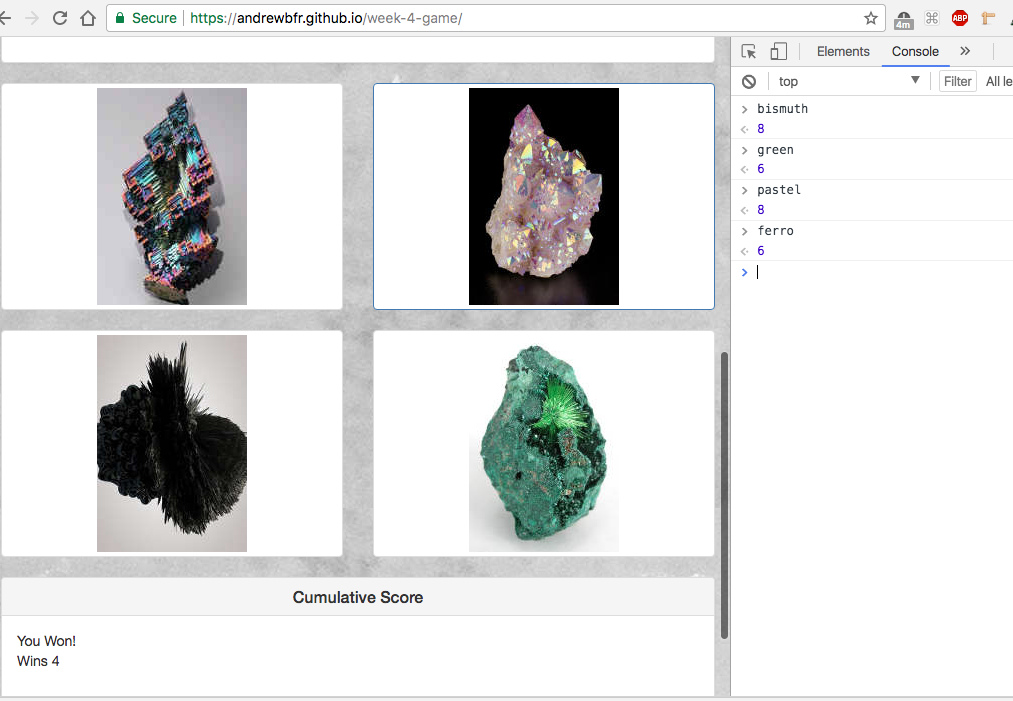 Secure https://andrewbfr.github.io/week-4-game/
4m
ABP
Elements Console »
top Filter All le
bismuth
8
green
6
pastel
8
ferro
6
Cumulative Score
You Won!
Wins 4